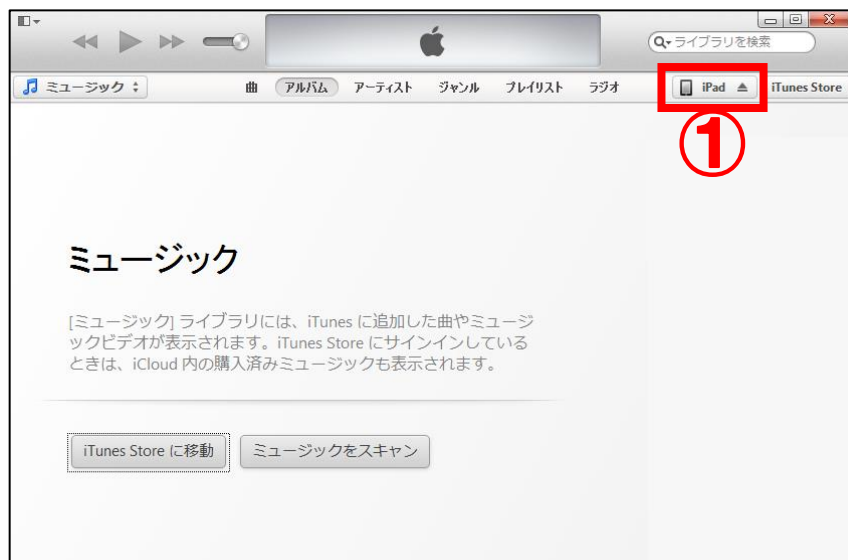 ライブラリを検索
ミュージック 曲 アルバム アーティスト ジャンル プレイリスト ラジオ iPad iTunes Store
①
ミュージック
[ミュージック] ライブラリには、iTunes に追加した曲やミュージ
ックビデオが表示されます。iTunes Store にサインインしている
ときは、iCloud 内の購入済みミュージックも表示されます。
iTunes Store に移動 ミュージックをスキャン